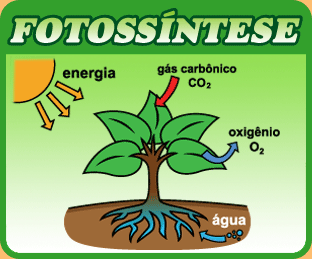 FOTOSSÍNTESE
energia
gás carbônico
CO₂
oxigênio
O₂
água